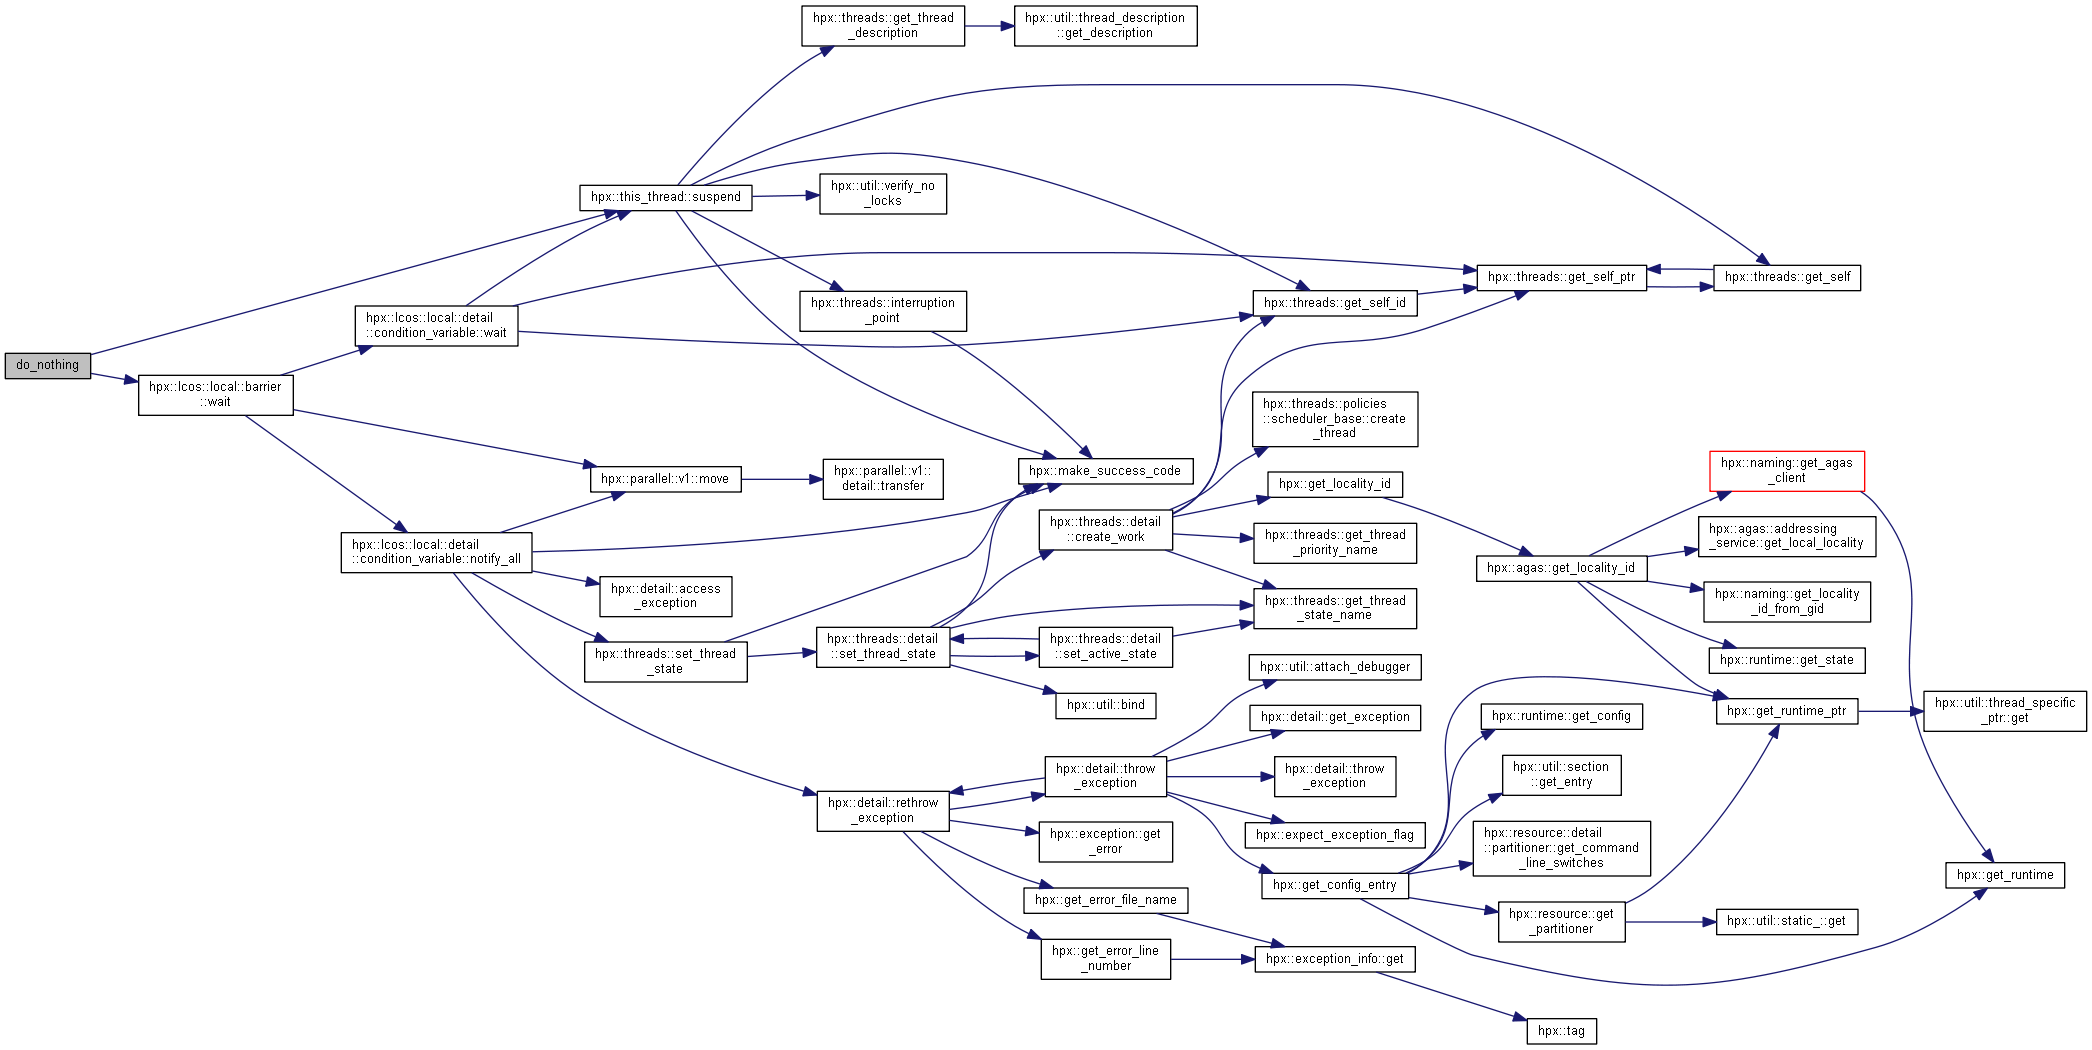 do_nothing
hpx::lcos::local::barrier
::wait
hpx::lcos::local::detail
::condition_variable::wait
hpx::lcos::local::detail
::condition_variable::notify_all
hpx::this_thread::suspend
hpx::parallel::v1::move
hpx::detail::access
_exception
hpx::threads::set_thread
_state
hpx::threads::get_thread
_description
hpx::util::verify_no
_locks
hpx::threads::interruption
_point
hpx::parallel::v1::
detail::transfer
hpx::threads::detail
::set_thread_state
hpx::detail::rethrow
_exception
hpx::util::thread_description
::get_description
hpx::make_success_code
hpx::threads::detail
::create_work
hpx::threads::detail
::set_active_state
hpx::util::bind
hpx::detail::throw
_exception
hpx::exception::get
_error
hpx::get_error_file_name
hpx::get_error_line
_number
hpx::threads::get_self_id
hpx::threads::policies
::scheduler_base::create
_thread
hpx::get_locality_id
hpx::threads::get_thread
_priority_name
hpx::threads::get_thread
_state_name
hpx::util::attach_debugger
hpx::detail::get_exception
hpx::detail::throw
_exception
hpx::expect_exception_flag
hpx::get_config_entry
hpx::exception_info::get
hpx::threads::get_self_ptr
hpx::agas::get_locality_id
hpx::runtime::get_config
hpx::util::section
::get_entry
hpx::resource::detail
::partitioner::get_command
_line_switches
hpx::resource::get
_partitioner
hpx::tag
hpx::threads::get_self
hpx::naming::get_agas
_client
hpx::agas::addressing
_service::get_local_locality
hpx::naming::get_locality
_id_from_gid
hpx::runtime::get_state
hpx::get_runtime_ptr
hpx::util::static_::get
hpx::util::thread_specific
_ptr::get
hpx::get_runtime